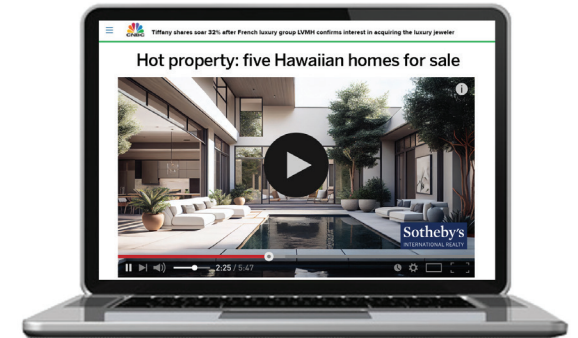 CNBC
Tiffany shares soar 32% after French luxury group LVMH confirms interest in acquiring the luxury jeweler
Hot property: five Hawaiian homes for sale
i
Sotheby's
INTERNATIONAL REALTY
2:25 / 5:47